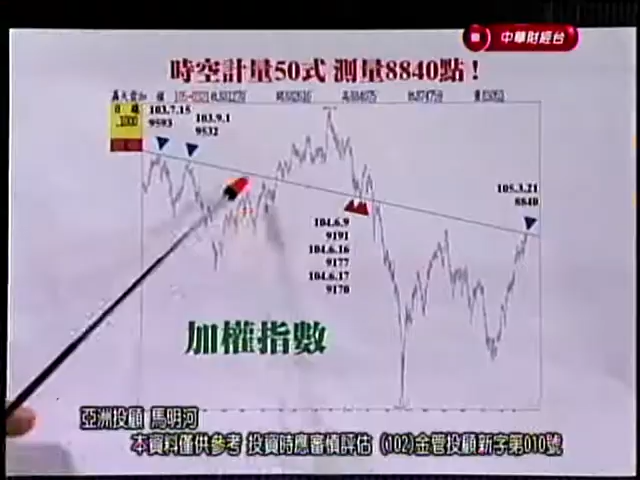 中華財經台
時空計量50式 測量8840點!
日 線
103.7.15
9593
103.9.1
9532
105.3.21
8840
104.6.9
9191
104.6.16
9177
104.6.17
9170
加權指數
亞洲投顧 馬明河
本資料僅供參考 投資時應審慎評估 (102)金管投顧新字第010號